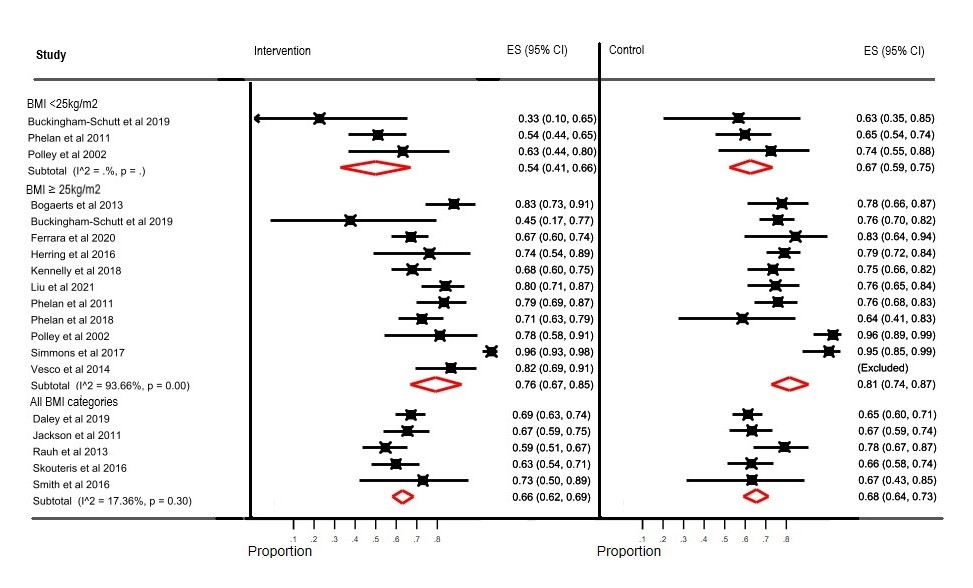 Study Intervention ES (95% CI) Control ES (95% CI)
BMI <25kg/m2
Buckingham-Schutt et al 2019 0.33 (0.10, 0.65) 0.63 (0.35, 0.85)
Phelan et al 2011 0.54 (0.44, 0.65) 0.65 (0.54, 0.74)
Polley et al 2002 0.63 (0.44, 0.80) 0.74 (0.55, 0.88)
Subtotal (I^2 = .%, p = .) 0.54 (0.41, 0.66) 0.67 (0.59, 0.75)
BMI ≥ 25kg/m2
Bogaerts et al 2013 0.83 (0.73, 0.91) 0.78 (0.66, 0.87)
Buckingham-Schutt et al 2019 0.45 (0.17, 0.77) 0.76 (0.70, 0.82)
Ferrara et al 2020 0.67 (0.60, 0.74) 0.83 (0.64, 0.94)
Herring et al 2016 0.74 (0.54, 0.89) 0.79 (0.72, 0.84)
Kennelly et al 2018 0.68 (0.60, 0.75) 0.75 (0.66, 0.82)
Liu et al 2021 0.80 (0.71, 0.87) 0.76 (0.65, 0.84)
Phelan et al 2011 0.79 (0.69, 0.87) 0.76 (0.68, 0.83)
Phelan et al 2018 0.71 (0.63, 0.79) 0.64 (0.41, 0.83)
Polley et al 2002 0.78 (0.58, 0.91) 0.96 (0.89, 0.99)
Simmons et al 2017 0.96 (0.93, 0.98) 0.95 (0.85, 0.99)
Vesco et al 2014 0.82 (0.69, 0.91) (Excluded)
Subtotal (I^2 = 93.66%, p = 0.00) 0.76 (0.67, 0.85) 0.81 (0.74, 0.87)
All BMI categories
Daley et al 2019 0.69 (0.63, 0.74) 0.65 (0.60, 0.71)
Jackson et al 2011 0.67 (0.59, 0.75) 0.67 (0.59, 0.74)
Rauh et al 2013 0.59 (0.51, 0.67) 0.78 (0.67, 0.87)
Skouteris et al 2016 0.63 (0.54, 0.71) 0.66 (0.58, 0.74)
Smith et al 2016 0.73 (0.50, 0.89) 0.67 (0.43, 0.85)
Subtotal (I^2 = 17.36%, p = 0.30) 0.66 (0.62, 0.69) 0.68 (0.64, 0.73)
.1 .2 .3 .4 .5 .6 .7 .8 .1 .2 .3 .4 .5 .6 .7 .8
Proportion Proportion